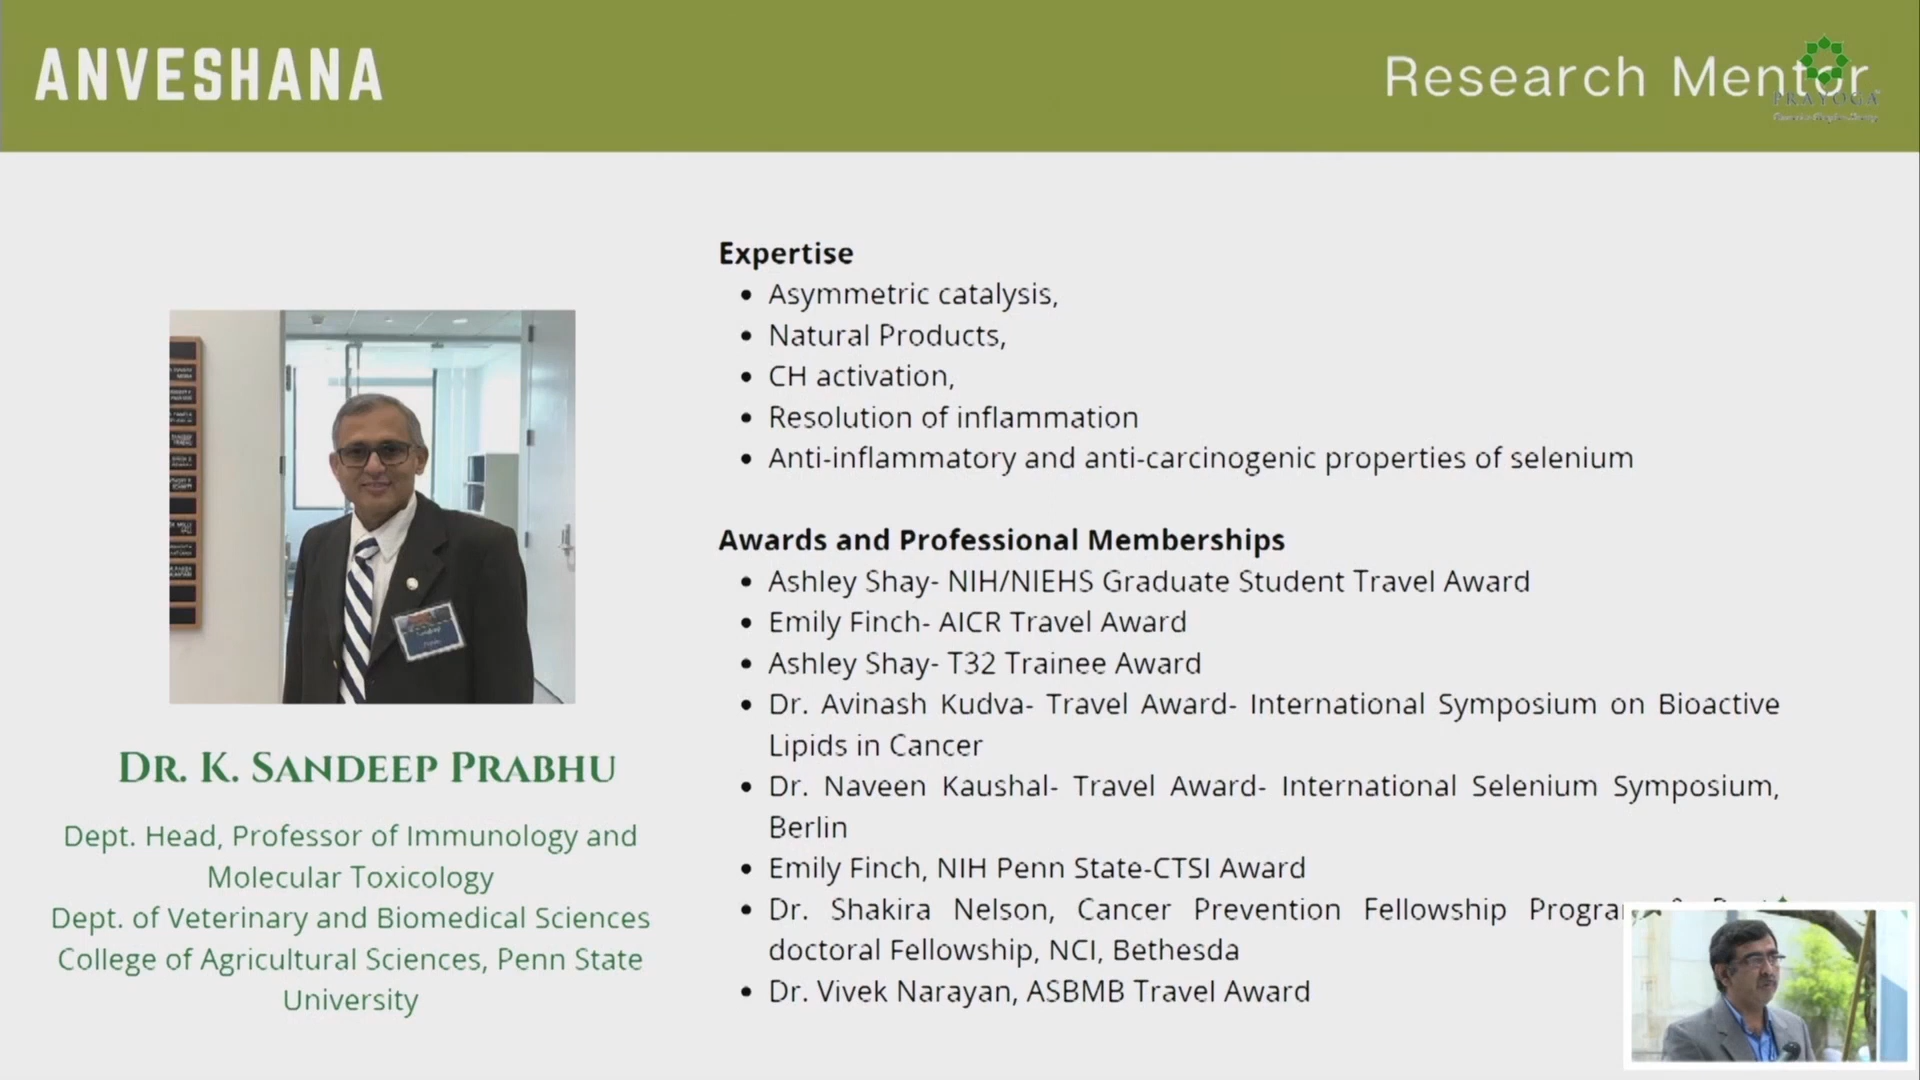 ANVESHANA
Research Mentor
PRAYOGA
Expertise
• Asymmetric catalysis,
• Natural Products,
• CH activation,
• Resolution of inflammation
• Anti-inflammatory and anti-carcinogenic properties of selenium
Awards and Professional Memberships
• Ashley Shay- NIH/NIEHS Graduate Student Travel Award
• Emily Finch- AICR Travel Award
• Ashley Shay- T32 Trainee Award
• Dr. Avinash Kudva- Travel Award- International Symposium on Bioactive
Lipids in Cancer
• Dr. Naveen Kaushal- Travel Award- International Selenium Symposium,
Berlin
• Emily Finch, NIH Penn State-CTSI Award
• Dr. Shakira Nelson, Cancer Prevention Fellowship
doctoral Fellowship, NCI, Bethesda
• Dr. Vivek Narayan, ASBMB Travel Award
DR. K. SANDEEP PRABHU
Dept. Head, Professor of Immunology and
Molecular Toxicology
Dept. of Veterinary and Biomedical Sciences
College of Agricultural Sciences, Penn State
University